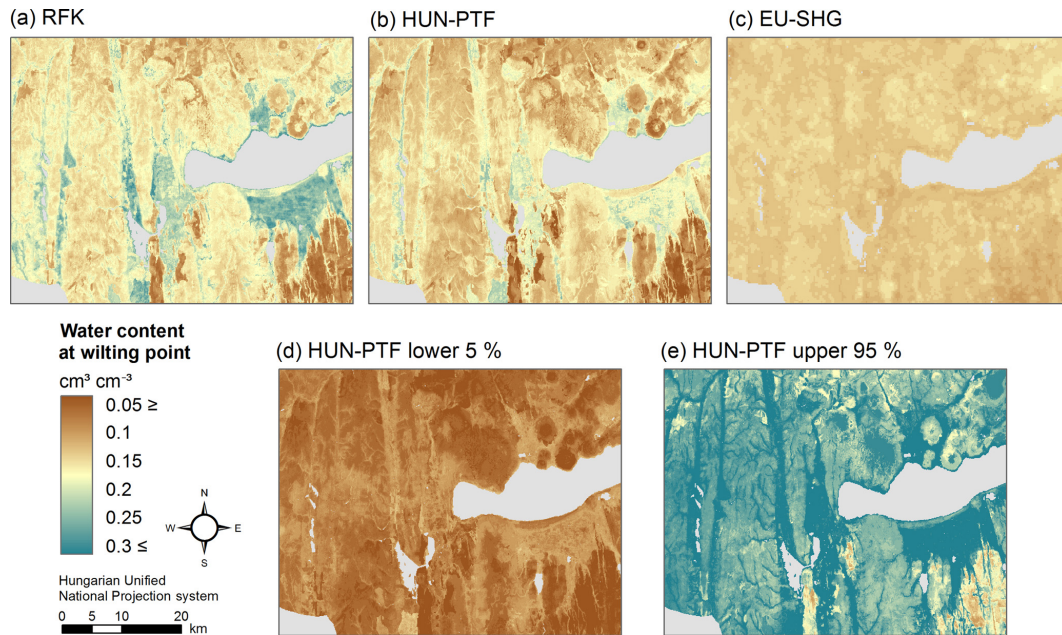 (a) RFK
(b) HUN-PTF
(c) EU-SHG
Water content
at wilting point
cm³ cm⁻³
0.05 ≥
0.1
0.15
0.2
0.25
0.3 ≤
N
W
E
S
Hungarian Unified
National Projection system
0 5 10 20
km
(d) HUN-PTF lower 5 %
(e) HUN-PTF upper 95 %